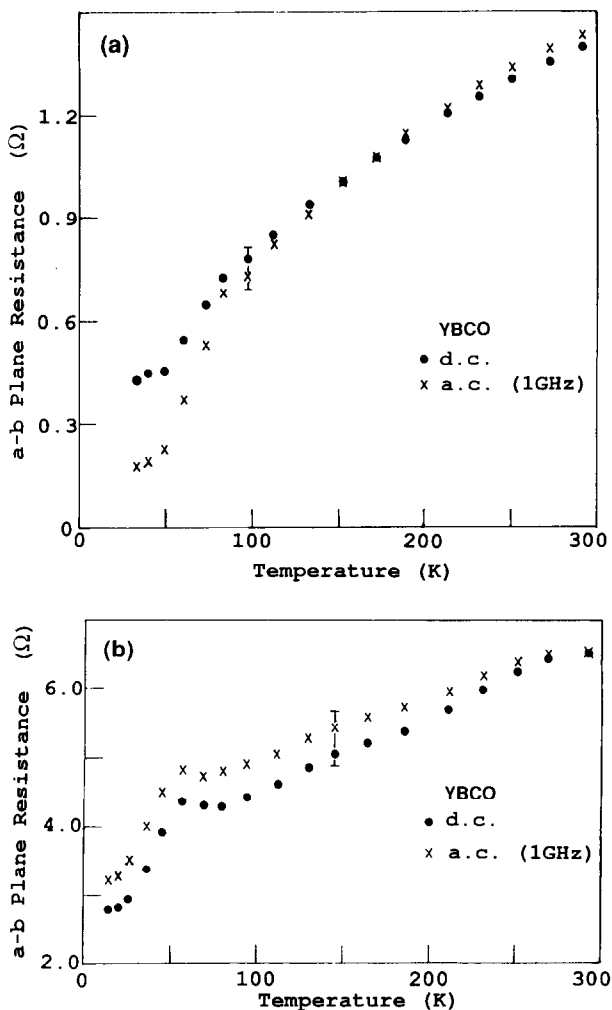 (a)
a-b Plane Resistance (Ω)
1.2
0.9
0.6
0.3
0
YBCO
● d.c.
x a.c. (1GHz)
100
200
300
Temperature (K)
(b)
a-b Plane Resistance (Ω)
6.0
4.0
2.0
YBCO
● d.c.
x a.c. (1GHz)
0
100
200
300
Temperature (K)